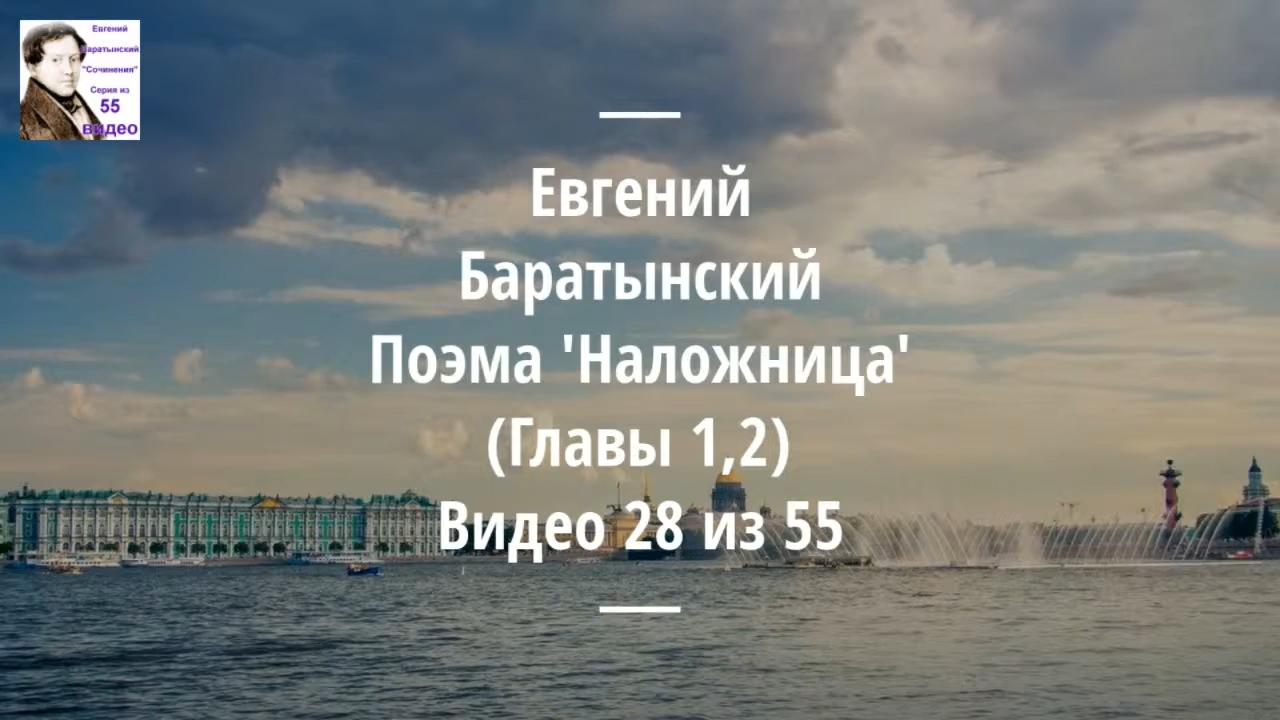 Евгений
Баратынский
"Сочинения"
Серия из
55
видео
Евгений
Баратынский
Поэма 'Наложница'
(Главы 1,2)
Видео 28 из 55